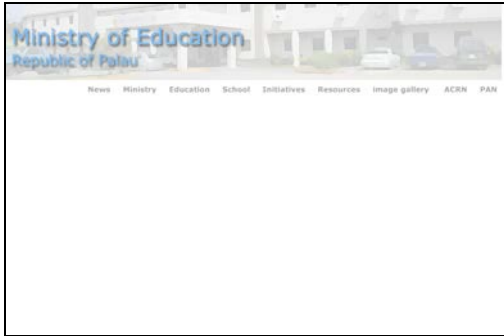 Ministry of Education
Republic of Palau
News Ministry Education School Initiatives Resources image gallery ACRN PAN